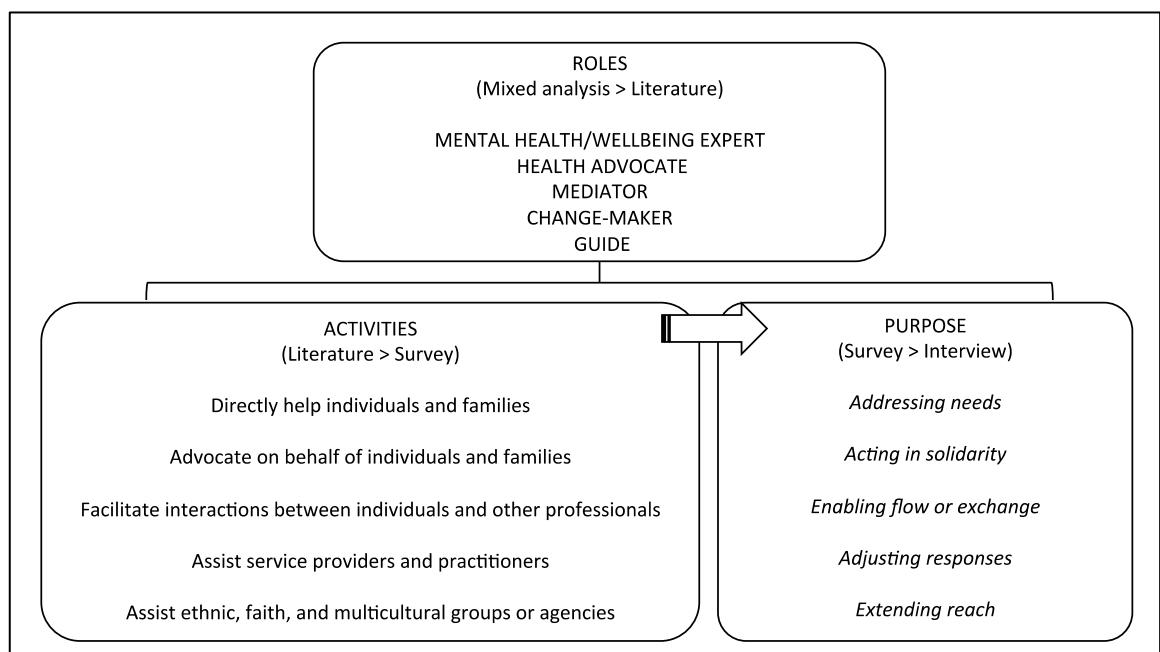 ROLES
(Mixed analysis > Literature)
MENTAL HEALTH/WELLBEING EXPERT
HEALTH ADVOCATE
MEDIATOR
CHANGE-MAKER
GUIDE
ACTIVITIES
(Literature > Survey)
Directly help individuals and families
Advocate on behalf of individuals and families
Facilitate interactions between individuals and other professionals
Assist service providers and practitioners
Assist ethnic, faith, and multicultural groups or agencies
PURPOSE
(Survey > Interview)
Addressing needs
Acting in solidarity
Enabling flow or exchange
Adjusting responses
Extending reach